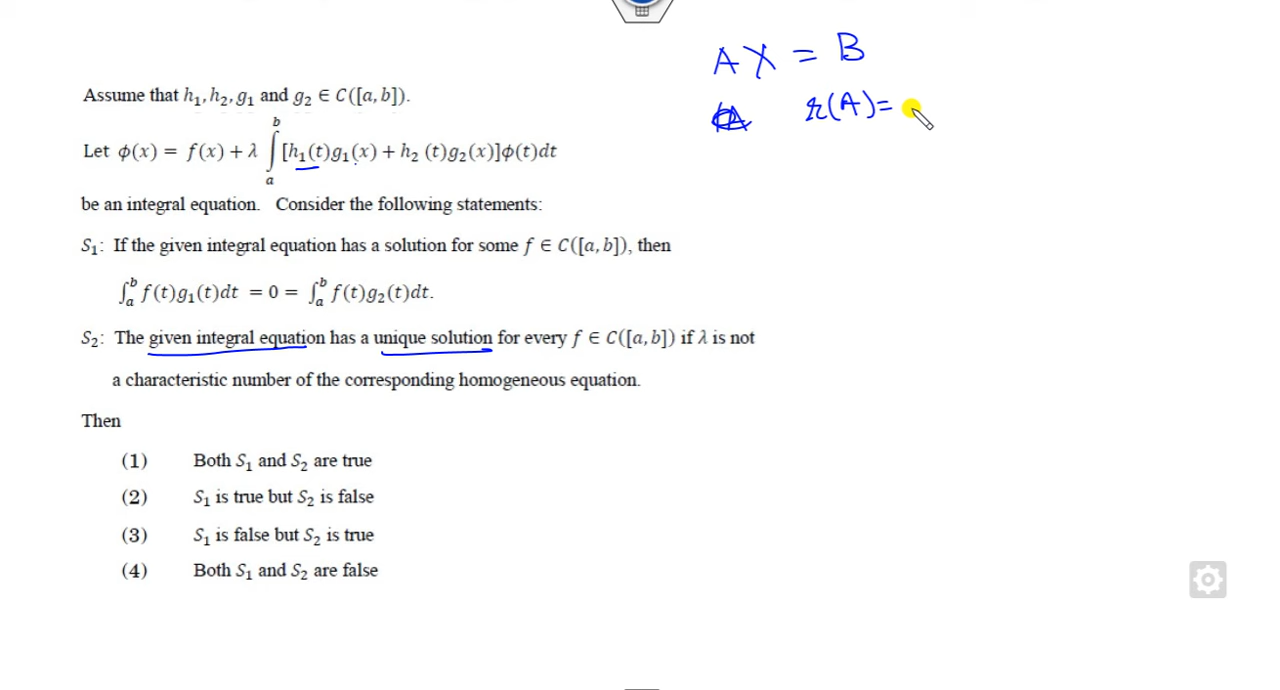 AX = B
r(A)=
Assume that h₁, h₂, g₁ and g₂ ∈ C([a, b]).
Let ϕ(x) = f(x) + λ ∫ₐᵇ [h₁(t)g₁(x) + h₂ (t)g₂(x)]ϕ(t)dt
be an integral equation. Consider the following statements:
S₁: If the given integral equation has a solution for some f ∈ C([a, b]), then
∫ₐᵇ f(t)g₁(t)dt = 0 = ∫ₐᵇ f(t)g₂(t)dt.
S₂: The given integral equation has a unique solution for every f ∈ C([a, b]) if λ is not
a characteristic number of the corresponding homogeneous equation.
Then
(1) Both S₁ and S₂ are true
(2) S₁ is true but S₂ is false
(3) S₁ is false but S₂ is true
(4) Both S₁ and S₂ are false